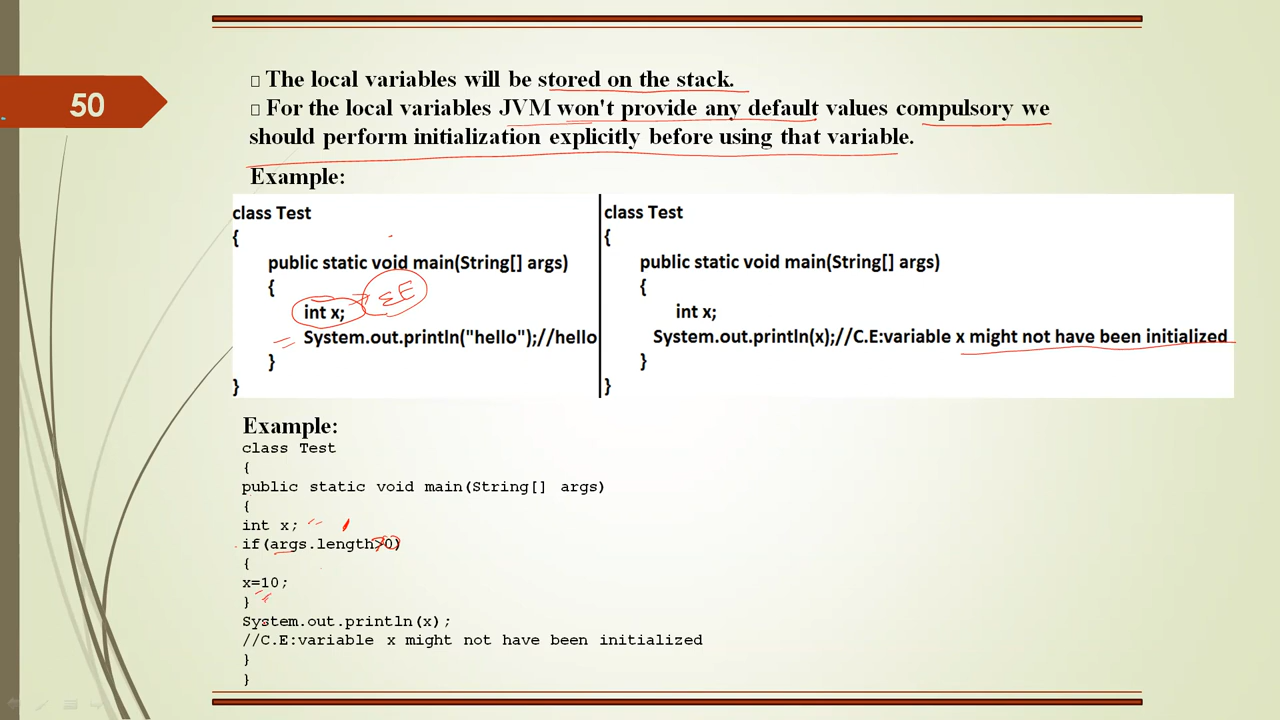 50
The local variables will be stored on the stack.
For the local variables JVM won't provide any default values compulsory we
should perform initialization explicitly before using that variable.
Example:
class Test
{
public static void main(String[] args)
{
int x;
System.out.println("hello");//hello
}
}
class Test
{
public static void main(String[] args)
{
int x;
System.out.println(x);//C.E:variable x might not have been initialized
}
}
Example:
class Test
{
public static void main(String[] args)
{
int x;
if(args.length>0)
{
x=10;
}
System.out.println(x);
//C.E:variable x might not have been initialized
}
}